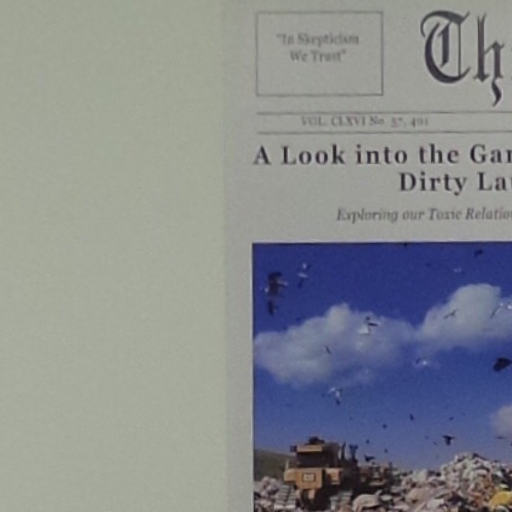 "In Skepticism
We Trust"
Th
VOL. CLXVI No. 57, 401
A Look into the Gar
Dirty La
Exploring our Toxic Relatio